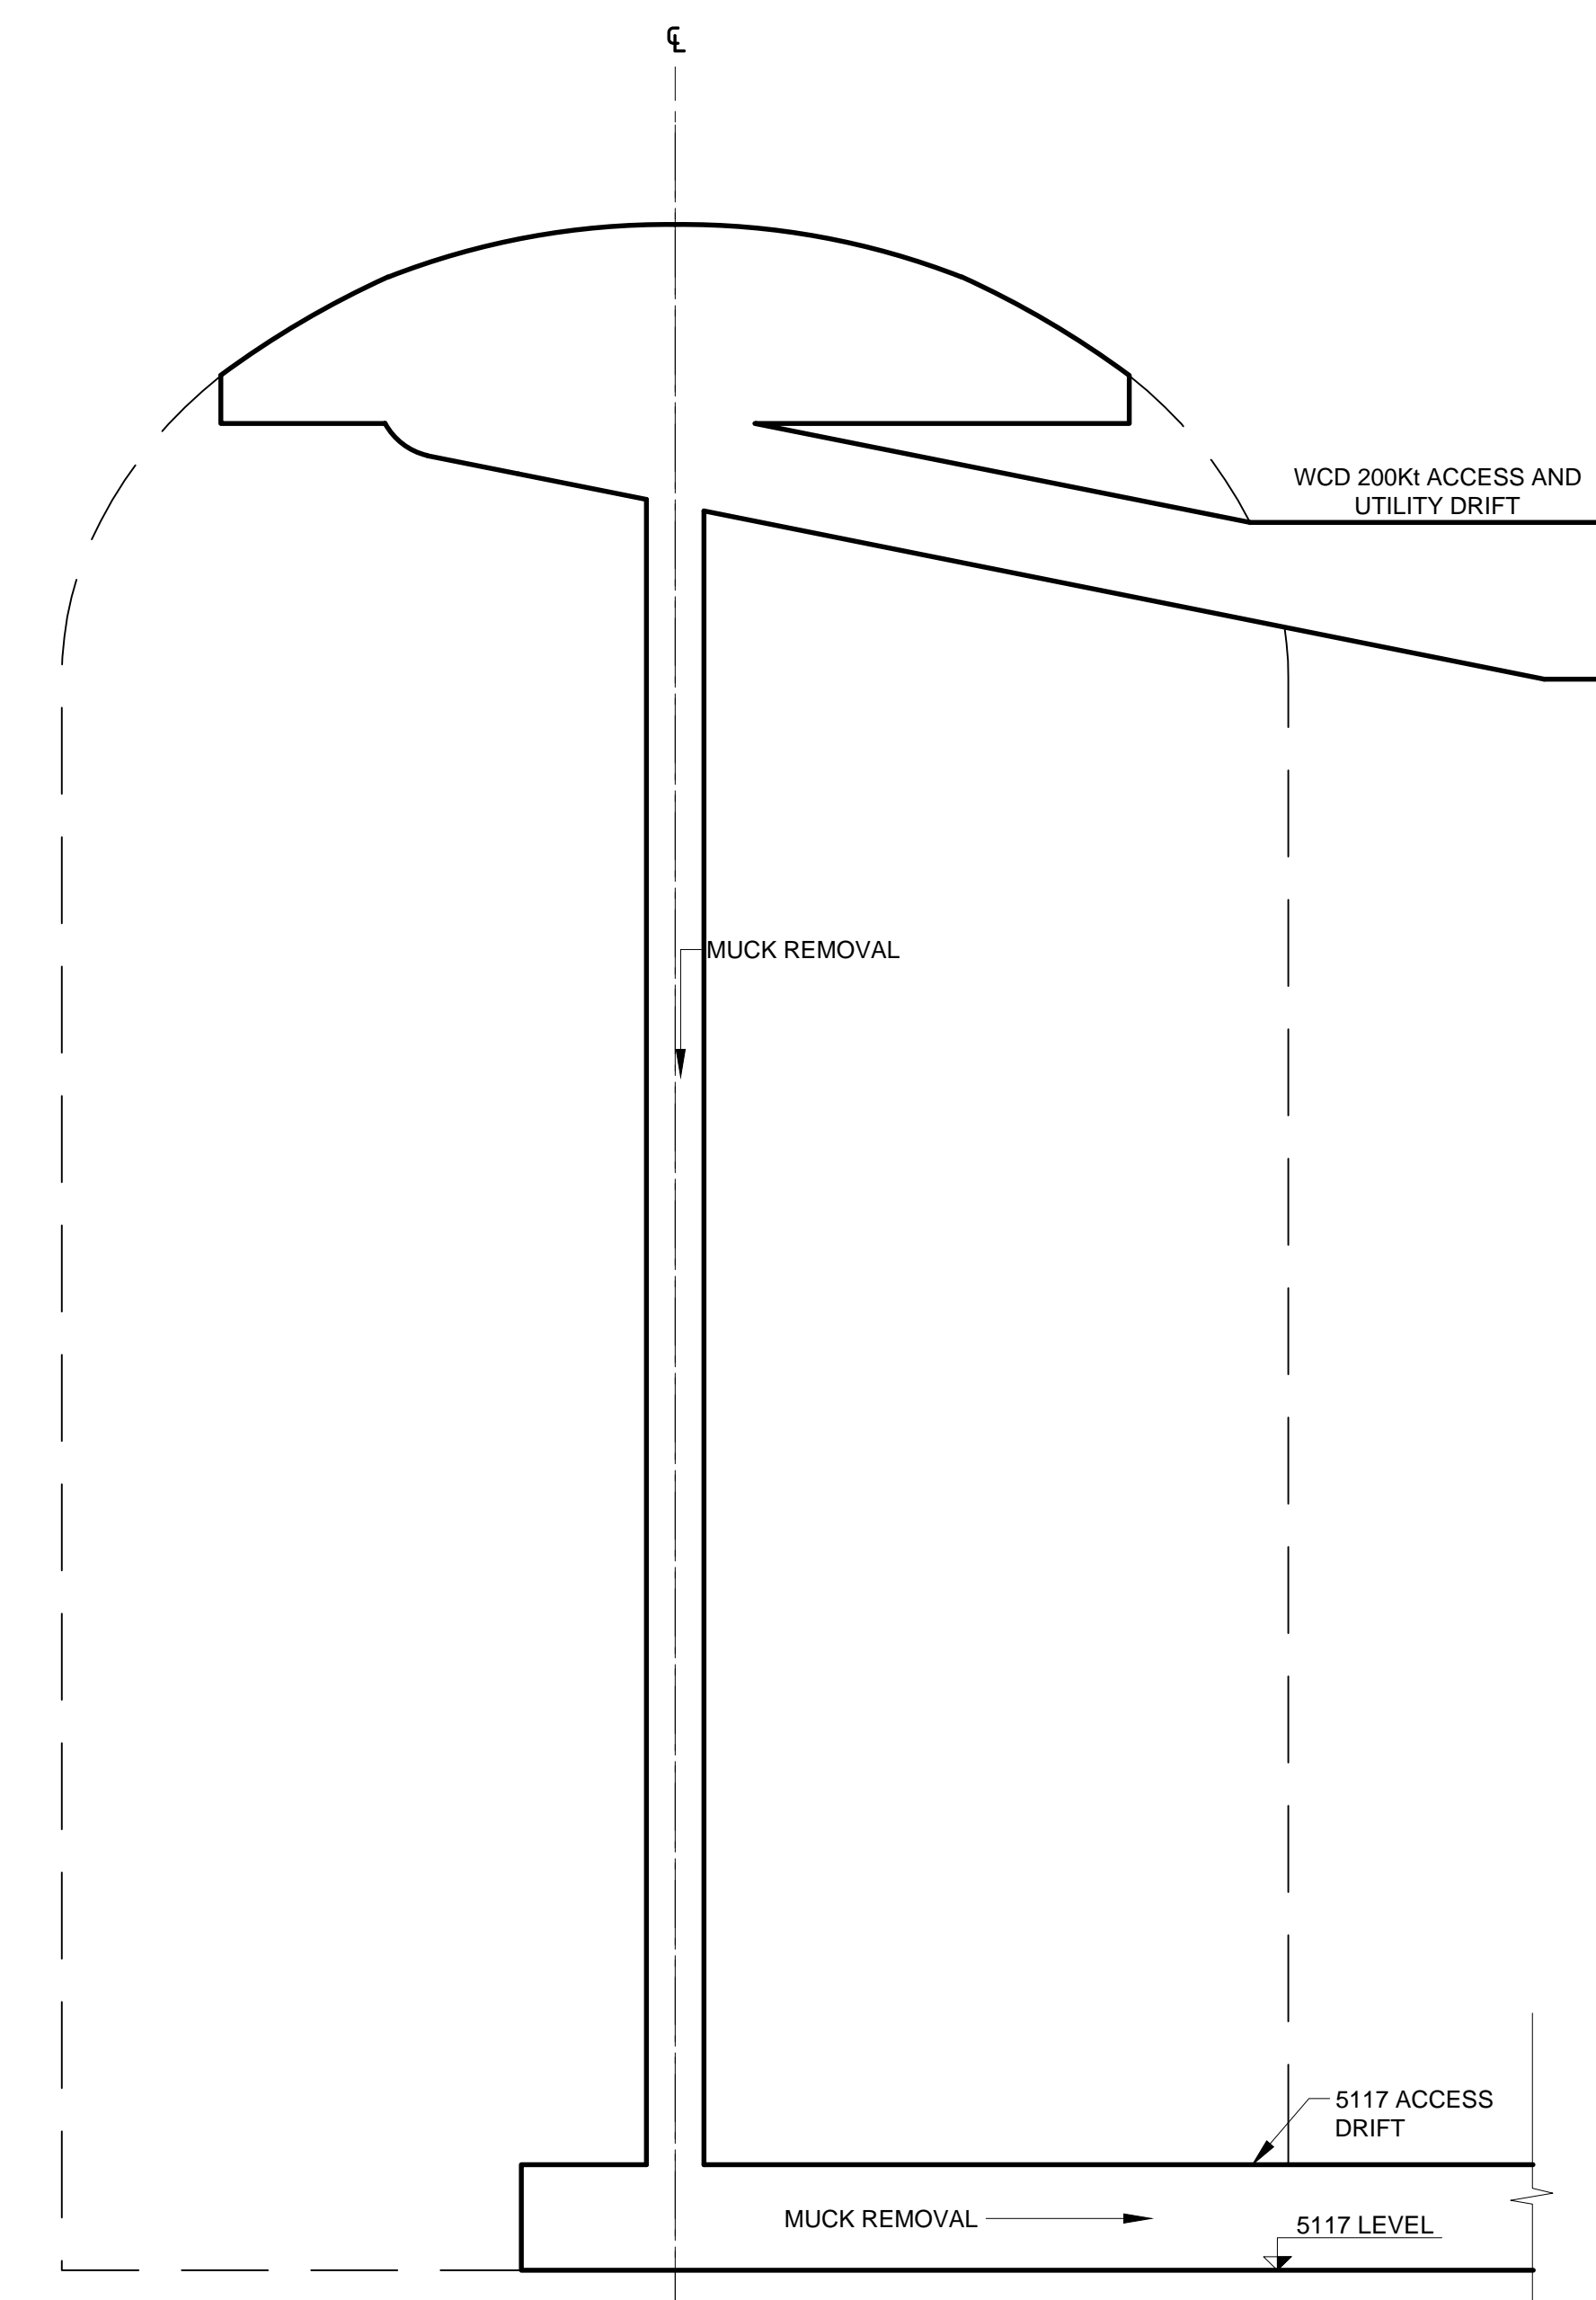 ℄
WCD 200Kt ACCESS AND
UTILITY DRIFT
MUCK REMOVAL
5117 ACCESS
DRIFT
MUCK REMOVAL
5117 LEVEL